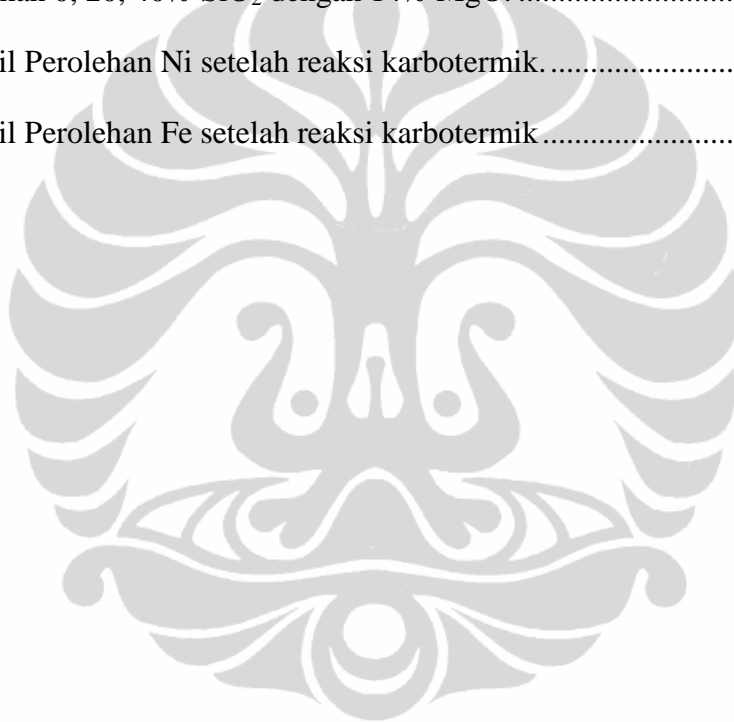 il Perolehan Ni setelah reaksi karbotermik. .......................
il Perolehan Fe setelah reaksi karbotermik .......................